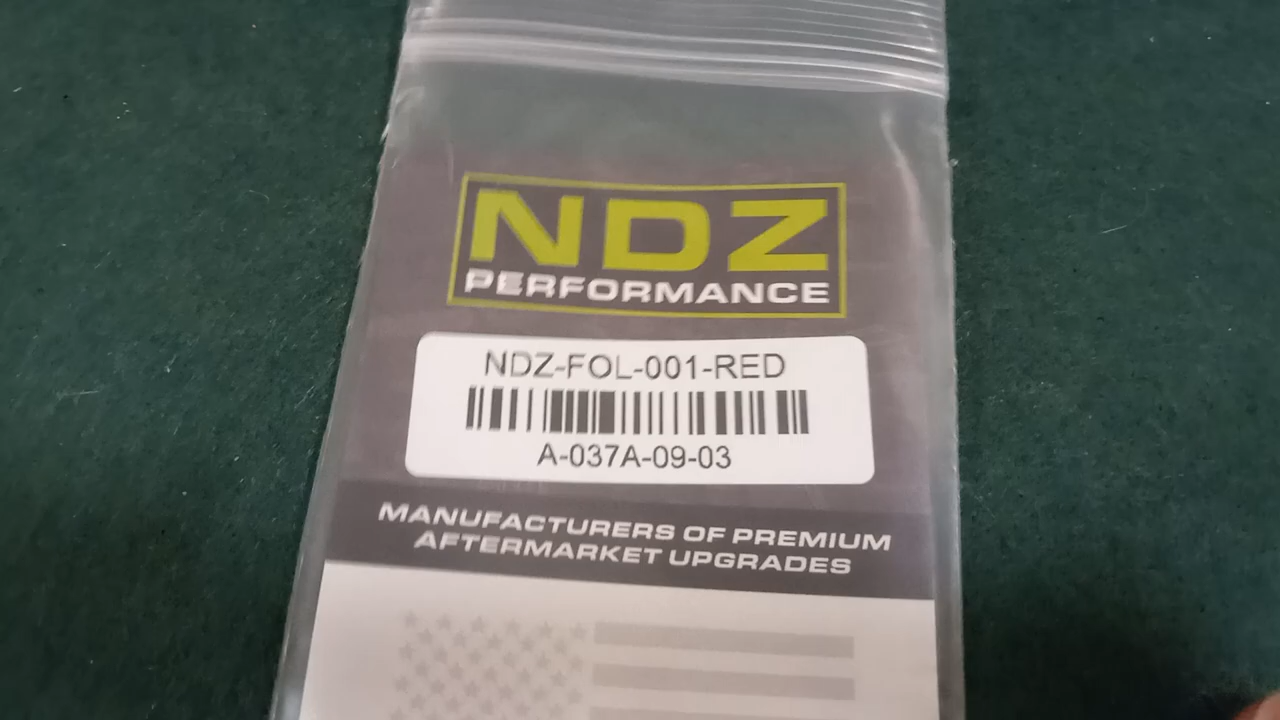 NDZ
PERFORMANCE
NDZ-FOL-001-RED
A-037A-09-03
MANUFACTURERS OF PREMIUM
AFTERMARKET UPGRADES